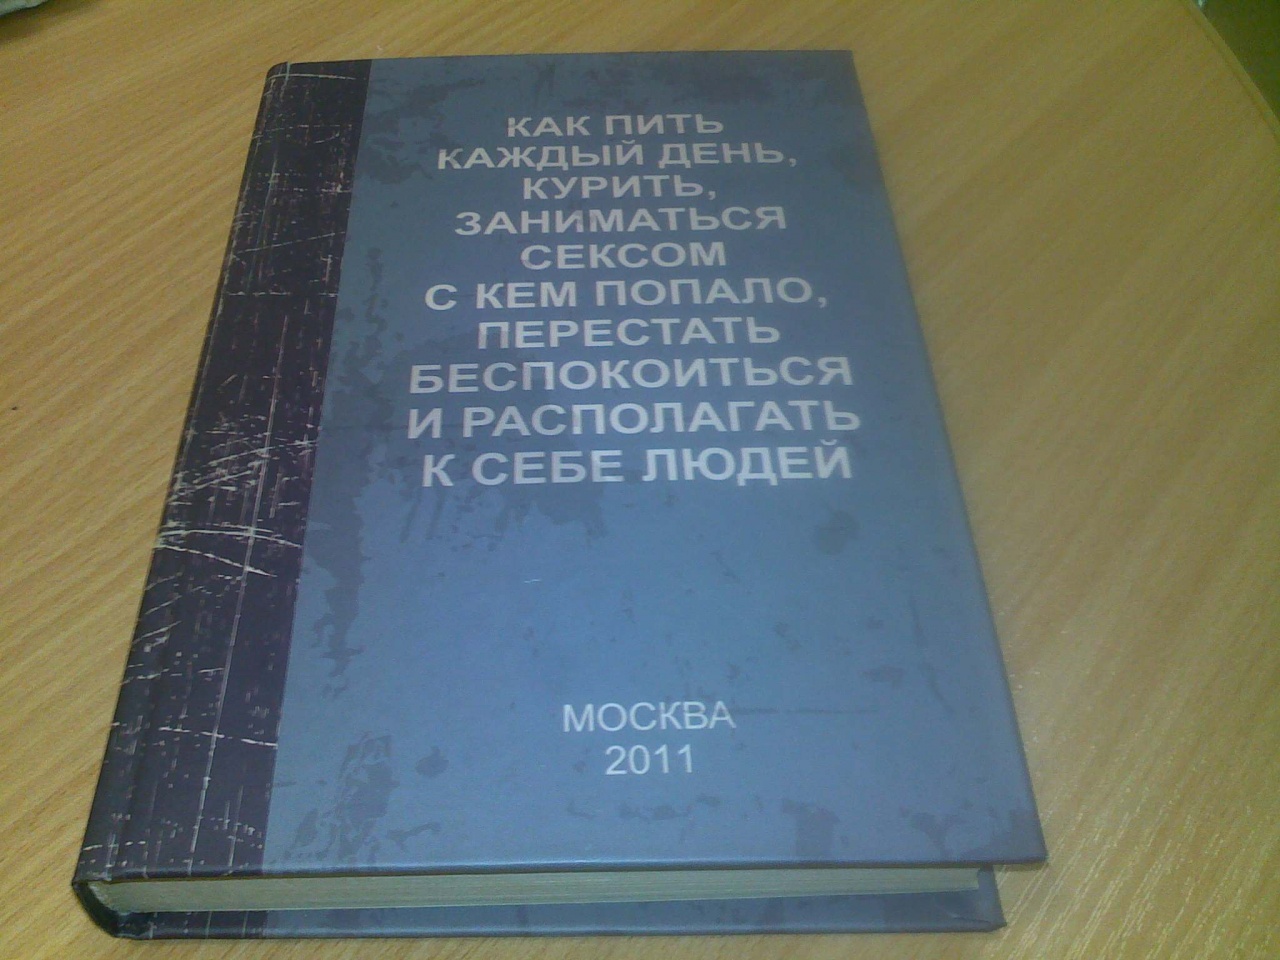 КАК ПИТЬ
КАЖДЫЙ ДЕНЬ,
КУРИТЬ,
ЗАНИМАТЬСЯ
СЕКСОМ
С КЕМ ПОПАЛО,
ПЕРЕСТАТЬ
БЕСПОКОИТЬСЯ
И РАСПОЛАГАТЬ
К СЕБЕ ЛЮДЕЙ
МОСКВА
2011